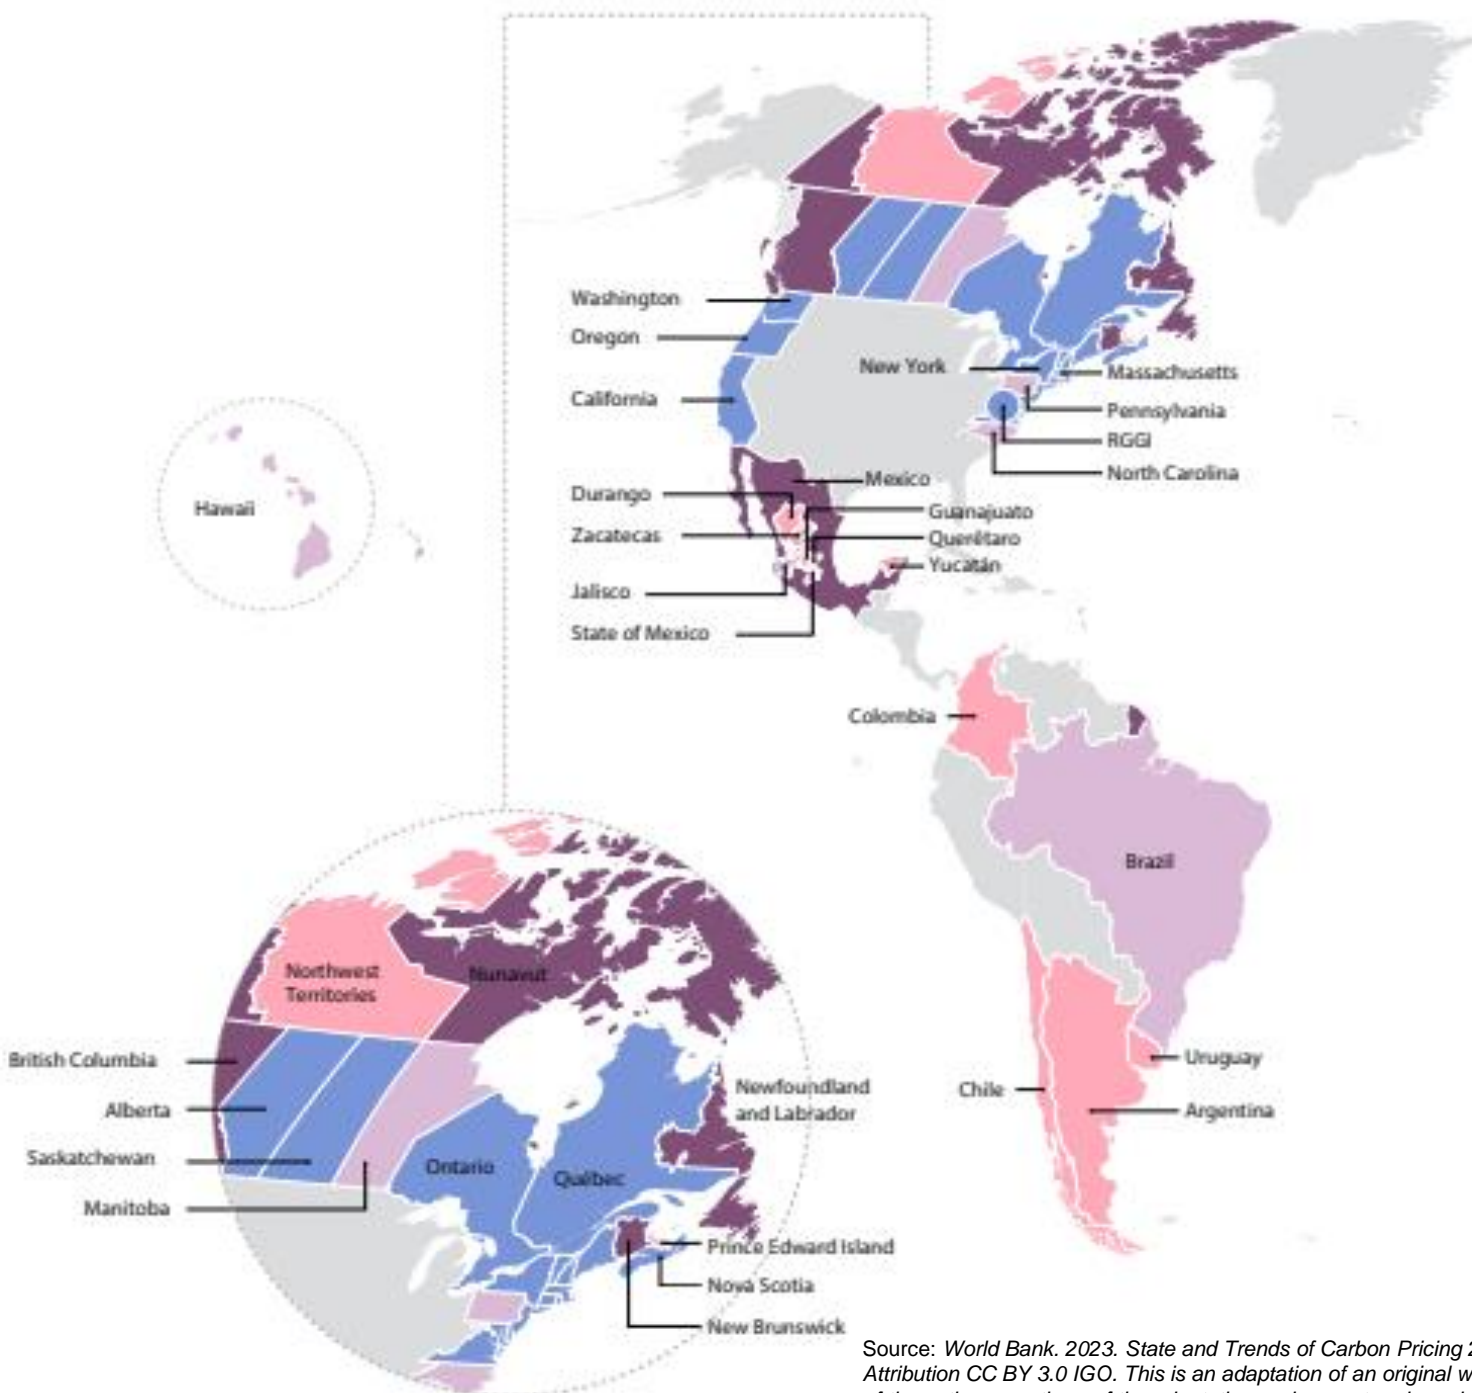 Washington
Oregon
New York
Massachusetts
California
Pennsylvania
RGGI
North Carolina
Mexico
Durango
Guanajuato
Hawaii
Zacatecas
Querêtaro
Yucatán
Jalisco
State of Mexico
Colombia
Brazil
Northwest
Territories
Nunavut
British Columbia
Uruguay
Newfoundland
and Labrador
Chile
Alberta
Argentina
Saskatchewan
Ontario
Québec
Manitoba
Prince Edward Island
Nova Scotia
New Brunswick
Source: World Bank. 2023. State and Trends of Carbon Pricing
Attribution CC BY 3.0 IGO. This is an adaptation of an original